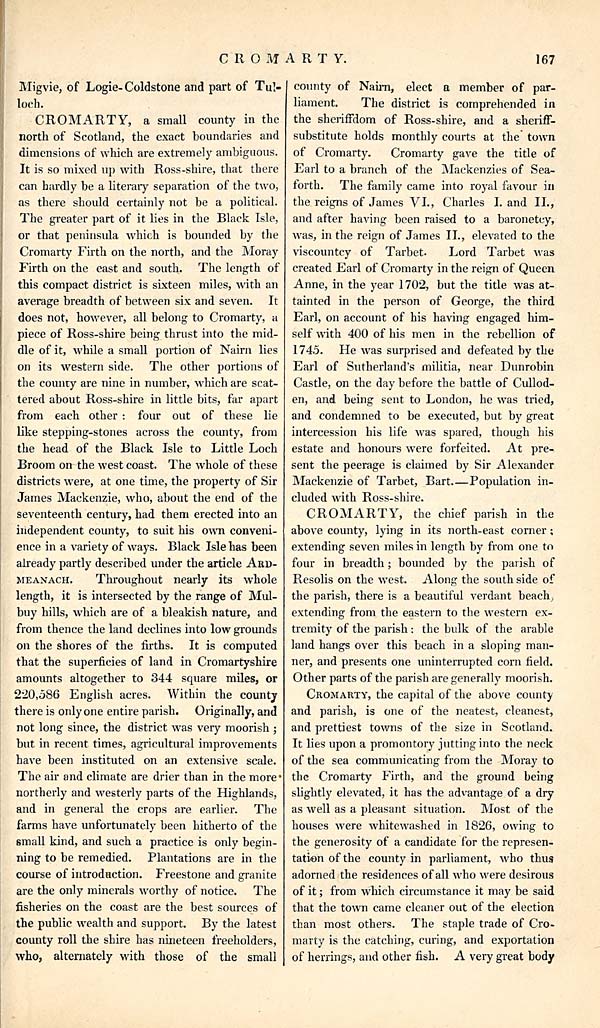 CROMARTY. 167
Migvie, of Logie-Coldstone and part of Tul-
loch.
CROMARTY, a small county in the
north of Scotland, the exact boundaries and
dimensions of which are extremely ambiguous.
It is so mixed up with Ross-shire, that there
can hardly be a literary separation of the two,
as there should certainly not be a political.
The greater part of it lies in the Black Isle,
or that peninsula which is bounded by the
Cromarty Firth on the north, and the Moray
Firth on the east and south. The length of
this compact district is sixteen miles, with an
average breadth of between six and seven. It
does not, however, all belong to Cromarty, a
piece of Ross-shire being thrust into the mid-
dle of it, while a small portion of Nairn lies
on its western side. The other portions of
the county are nine in number, which are scat-
tered about Ross-shire in little bits, far apart
from each other : four out of these lie
like stepping-stones across the county, from
the head of the Black Isle to Little Loch
Broom on the west coast. The whole of these
districts were, at one time, the property of Sir
James Mackenzie, who, about the end of the
seventeenth century, had them erected into an
independent county, to suit his own conveni-
ence in a variety of ways. Black Isle has been
already partly described under the article ARD-
MEANACH. Throughout nearly its whole
length, it is intersected by the range of Mul-
buy hills, which are of a bleakish nature, and
from thence the land declines into low grounds
on the shores of the firths. It is computed
that the superficies of land in Cromartyshire
amounts altogether to 344 square miles, or
220,586 English acres. Within the county
there is only one entire parish. Originally, and
not long since, the district was very moorish ;
but in recent times, agricultural improvements
have been instituted on an extensive scale.
The air and climate are drier than in the more
northerly and westerly parts of the Highlands,
and in general the crops are earlier. The
farms have unfortunately been hitherto of the
small kind, and such a practice is only begin-
ning to be remedied. Plantations are in the
course of introduction. Freestone and granite
are the only minerals worthy of notice. The
fisheries on the coast are the best sources of
the public wealth and support. By the latest
county roll the shire has nineteen freeholders,
who, alternately with those of the small
county of Nairn, elect a member of par-
liament. The district is comprehended in
the sheriffdom of Ross-shire, and a sheriff-
substitute holds monthly courts at the town
of Cromarty. Cromarty gave the title of
Earl to a branch of the Mackenzies of Sea-
forth. The family came into royal favour in
the reigns of James VI., Charles I. and II.,
and after having been raised to a baronetcy,
was, in the reign of James II., elevated to the
viscountcy of Tarbet. Lord Tarbet was
created Earl of Cromarty in the reign of Queen
Anne, in the year 1702, but the title was at-
tainted in the person of George, the third
Earl, on account of his having engaged him-
self with 400 of his men in the rebellion of
1745. He was surprised and defeated by the
Earl of Sutherland's militia, near Dunrobin
Castle, on the day before the battle of Cullod-
en, and being sent to London, he was tried,
and condemned to be executed, but by great
intercession his life was spared, though his
estate and honours were forfeited. At pre-
sent the peerage is claimed by Sir Alexander
Mackenzie of Tarbet, Bart.—Population in-
cluded with Ross-shire.
CROMARTY, the chief parish in the
above county, lying in its north-east corner ;
extending seven miles in length by from one to
four in breadth ; bounded by the parish of
Resolis on the west. Along the south side of
the parish, there is a beautiful verdant beach,
extending from the eastern to the western ex-
tremity of the parish : the bulk of the arable
land hangs over this beach in a sloping man-
ner, and presents one uninterrupted corn field.
Other parts of the parish are generally moorish.
CROMARTY, the capital of the above county
and parish, is one of the neatest, cleanest,
and prettiest towns of the size in Scotland.
It lies upon a promontory jutting into the neck
of the sea communicating from the Moray to
the Cromarty Firth, and the ground being
slightly elevated, it has the advantage of a dry
as well as a pleasant situation. Most of the
houses were whitewashed in 1826, owing to
the generosity of a candidate for the represen-
tation of the county in parliament, who thus
adorned the residences of all who were desirous
of it ; from which circumstance it may be said
that the town came cleaner out of the election
than most others. The staple trade of Cro-
marty is the catching, curing, and exportation
of herrings, and other fish. A very great body